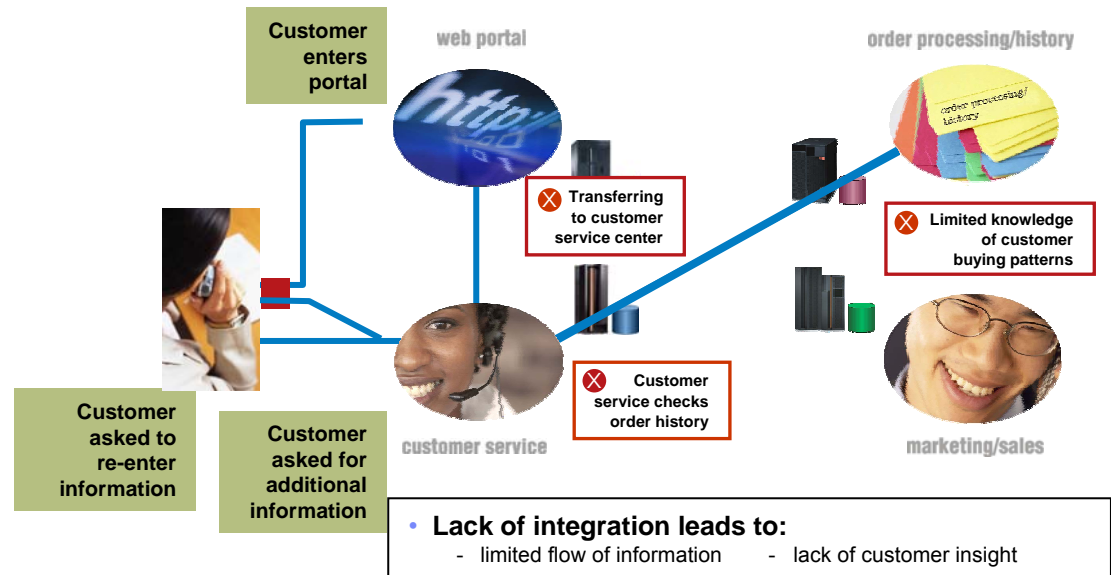 Customer
enters
portal
web portal
order processing/history
http:
order processing/
history
X Transferring
to customer
service center
X Limited knowledge
of customer
buying patterns
X Customer
service checks
order history
Customer
asked to
re-enter
information
Customer
asked for
additional
information
customer service
marketing/sales
• Lack of integration leads to:
- limited flow of information - lack of customer insight